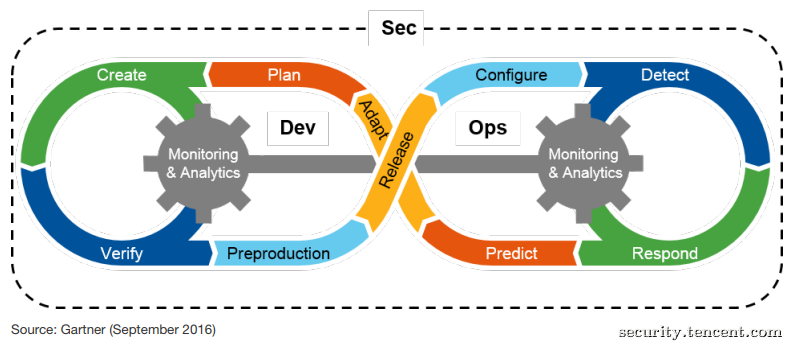 Sec
Create
Plan
Configure
Detect
Adapt
Dev
Ops
Release
Monitoring
& Analytics
Monitoring
& Analytics
Verify
Preproduction
Predict
Respond
Source: Gartner (September 2016)
security.tencent.com